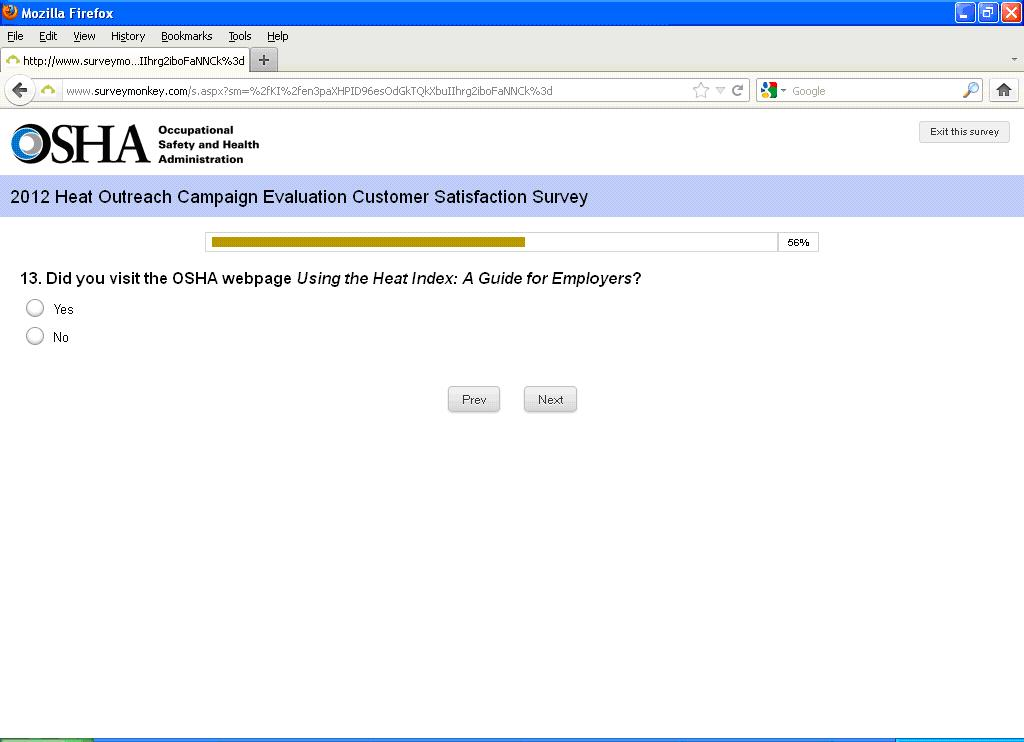 Mozilla Firefox
File Edit View History Bookmarks Tools Help
http://www.surveymo...IIhrg2iboFaNNCk%3d
www.surveymonkey.com/s.aspx?sm=%2fKI%2fen3paXHPID96esOdGkTQkXbuIIhrg2iboFaNNCk%3d
Google
OSHA
Occupational
Safety and Health
Administration
Exit this survey
2012 Heat Outreach Campaign Evaluation Customer Satisfaction Survey
56%
13. Did you visit the OSHA webpage Using the Heat Index: A Guide for Employers?
Yes
No
Prev Next